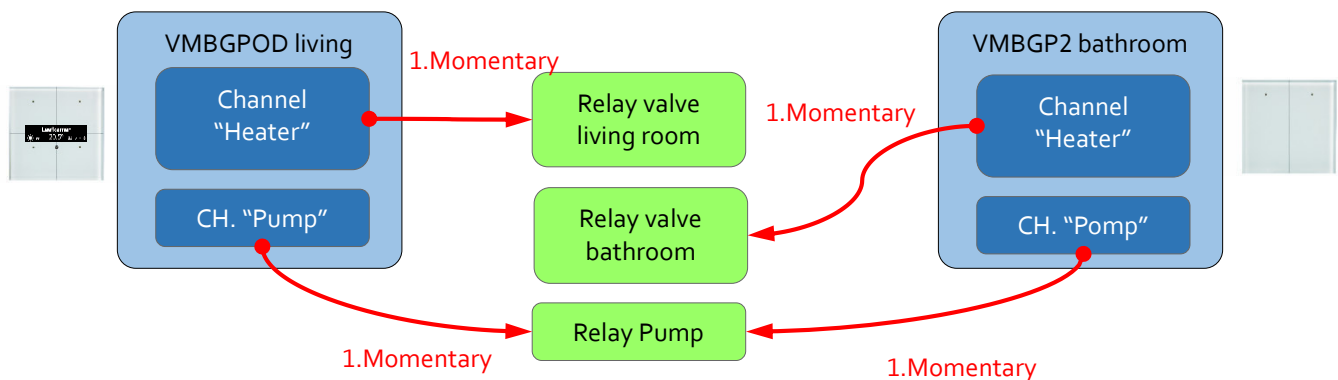 VMBGPOD living
1.Momentary
Channel
"Heater"
CH. "Pump"
1.Momentary
Relay valve
living room
Relay valve
bathroom
Relay Pump
VMBGP2 bathroom
1.Momentary
Channel
"Heater"
CH. "Pomp"
1.Momentary